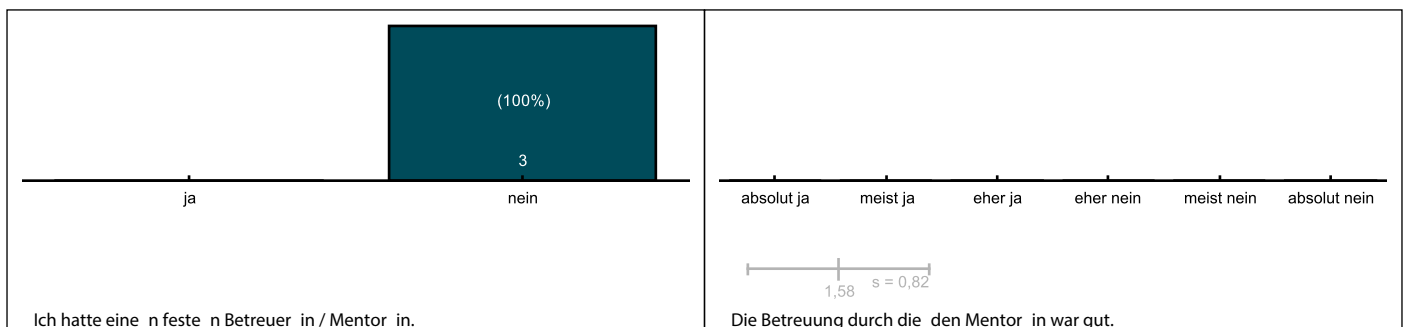 (100%)
3
ja nein
Ich hatte eine n feste n Betreuer in / Mentor in.
absolut ja meist ja eher ja eher nein meist nein absolut nein
1,58 s = 0,82
Die Betreuung durch die den Mentor in war gut.